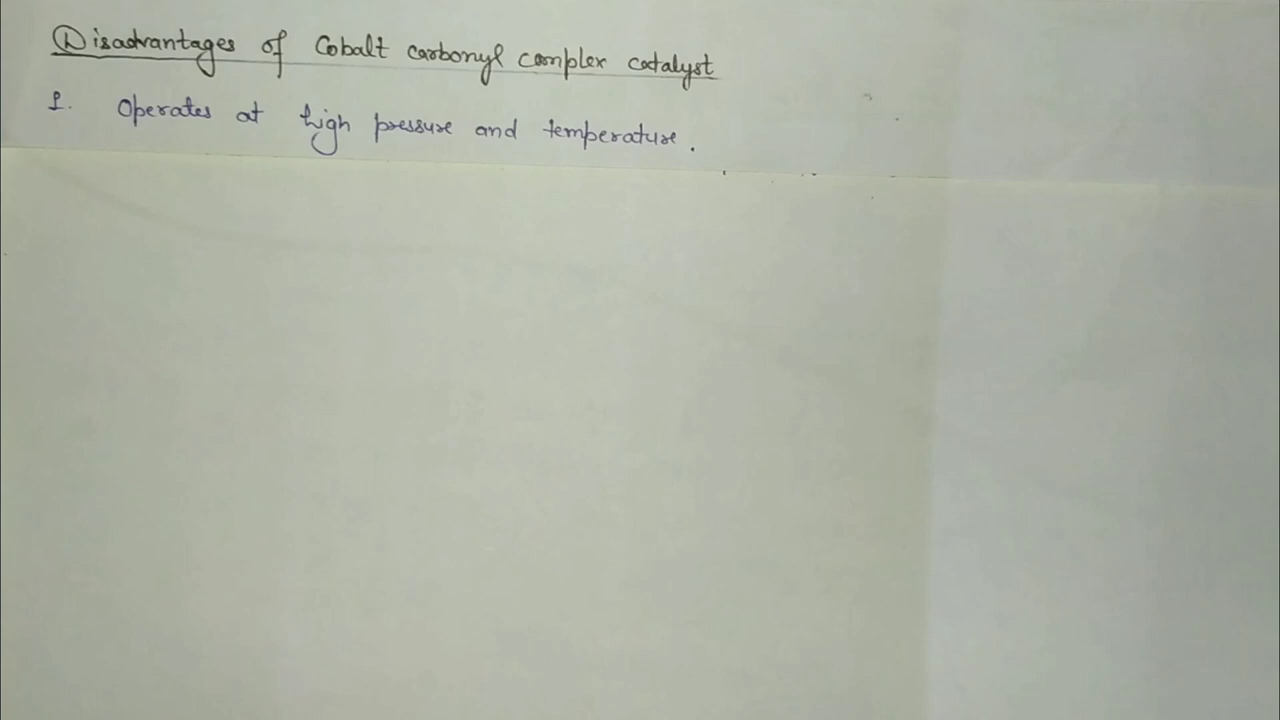 Disadvantages of Cobalt carbonyl complex catalyst
1. Operates at high pressure and temperature.